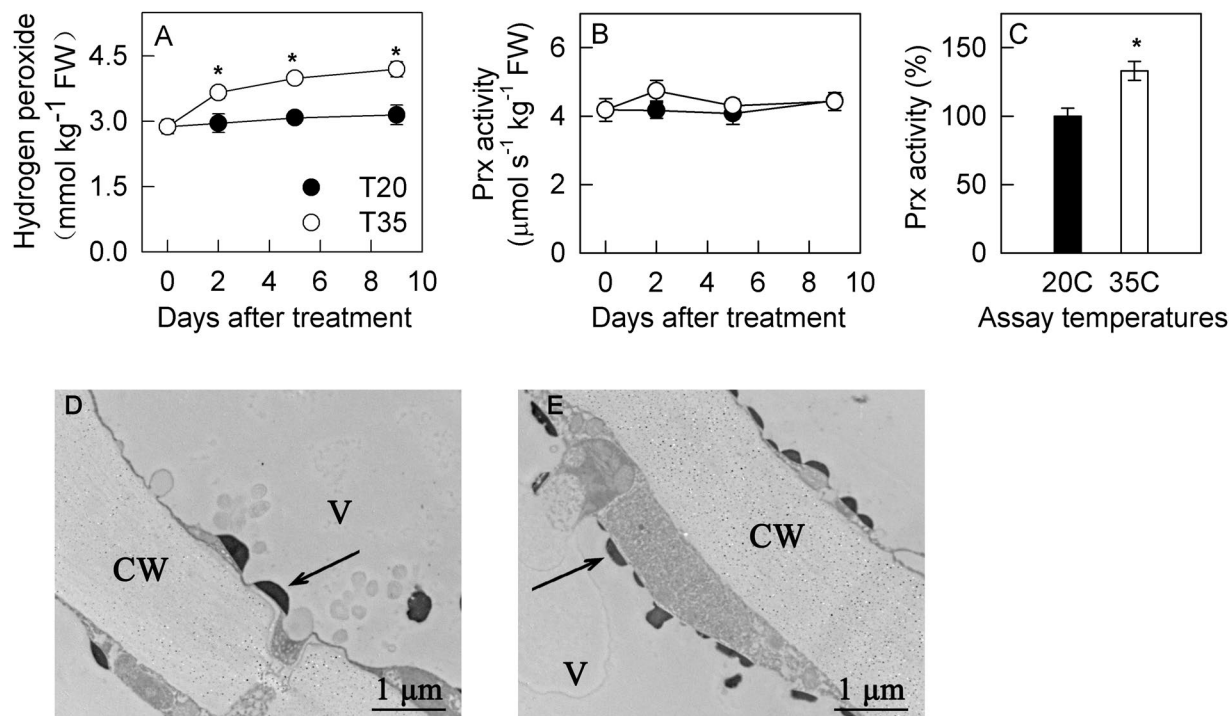 A
Hydrogen peroxide
(mmol kg⁻¹ FW)
4.5
3.0
1.5
0.0
* * *
T20
T35
0 2 4 6 8 10
Days after treatment
B
Prx activity
(μmol s⁻¹ kg⁻¹ FW)
6
4
2
0
0 2 4 6 8 10
Days after treatment
C
Prx activity (%)
150
100
50
0
*
20C 35C
Assay temperatures
D
V
CW
1 μm
E
CW
V
1 μm